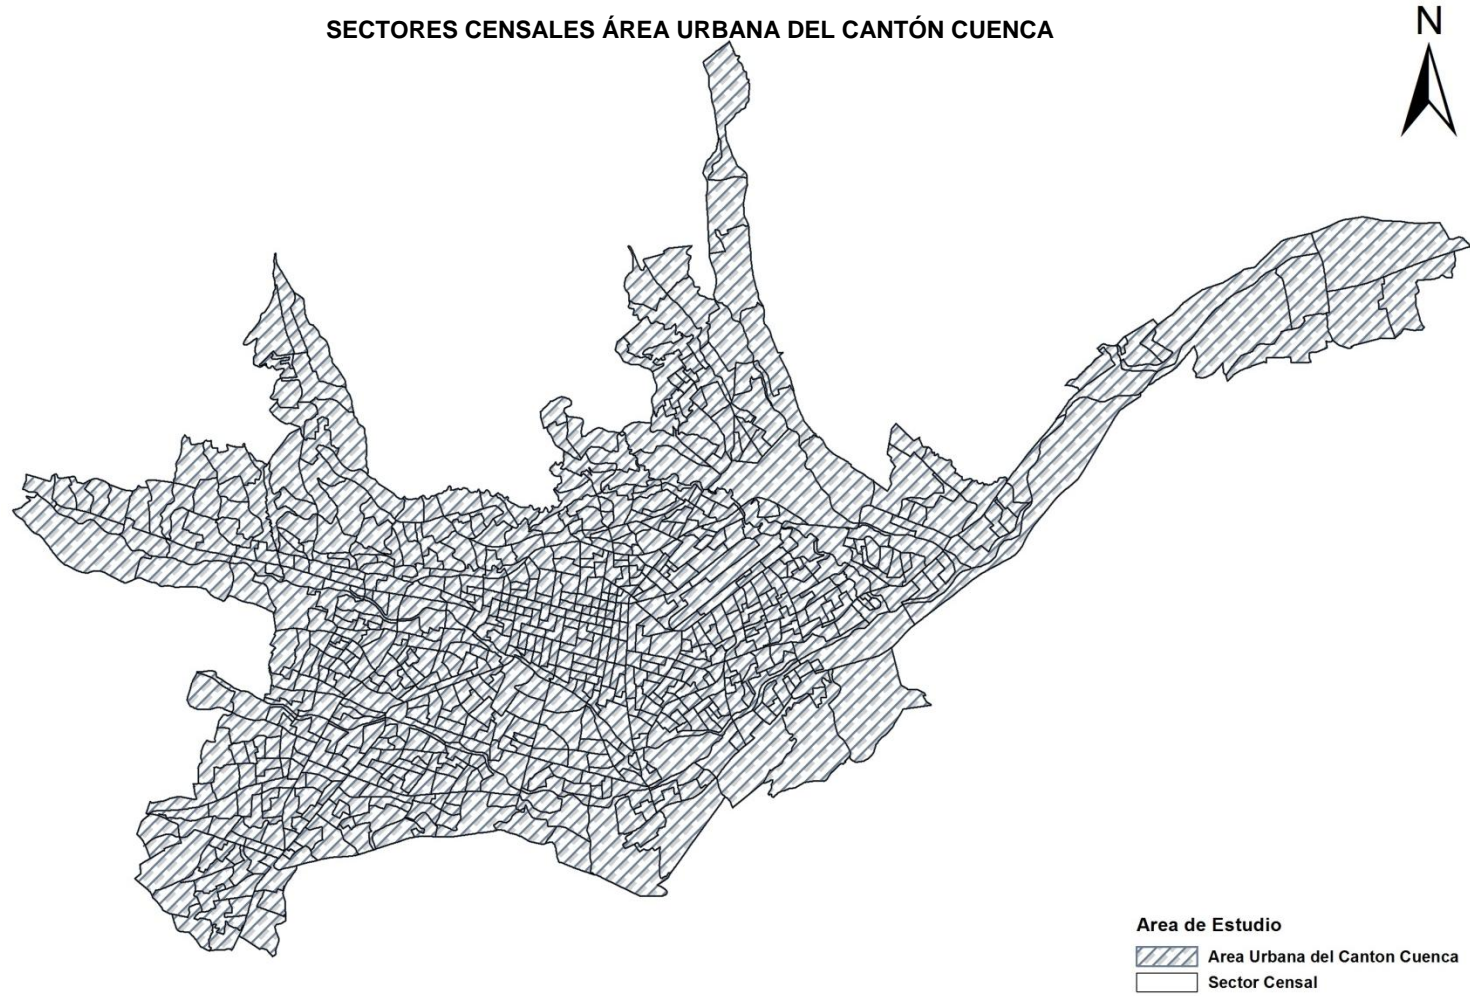 SECTORES CENSALES ÁREA URBANA DEL CANTÓN CUENCA
N
Area de Estudio
Area Urbana del Canton Cuenca
Sector Censal